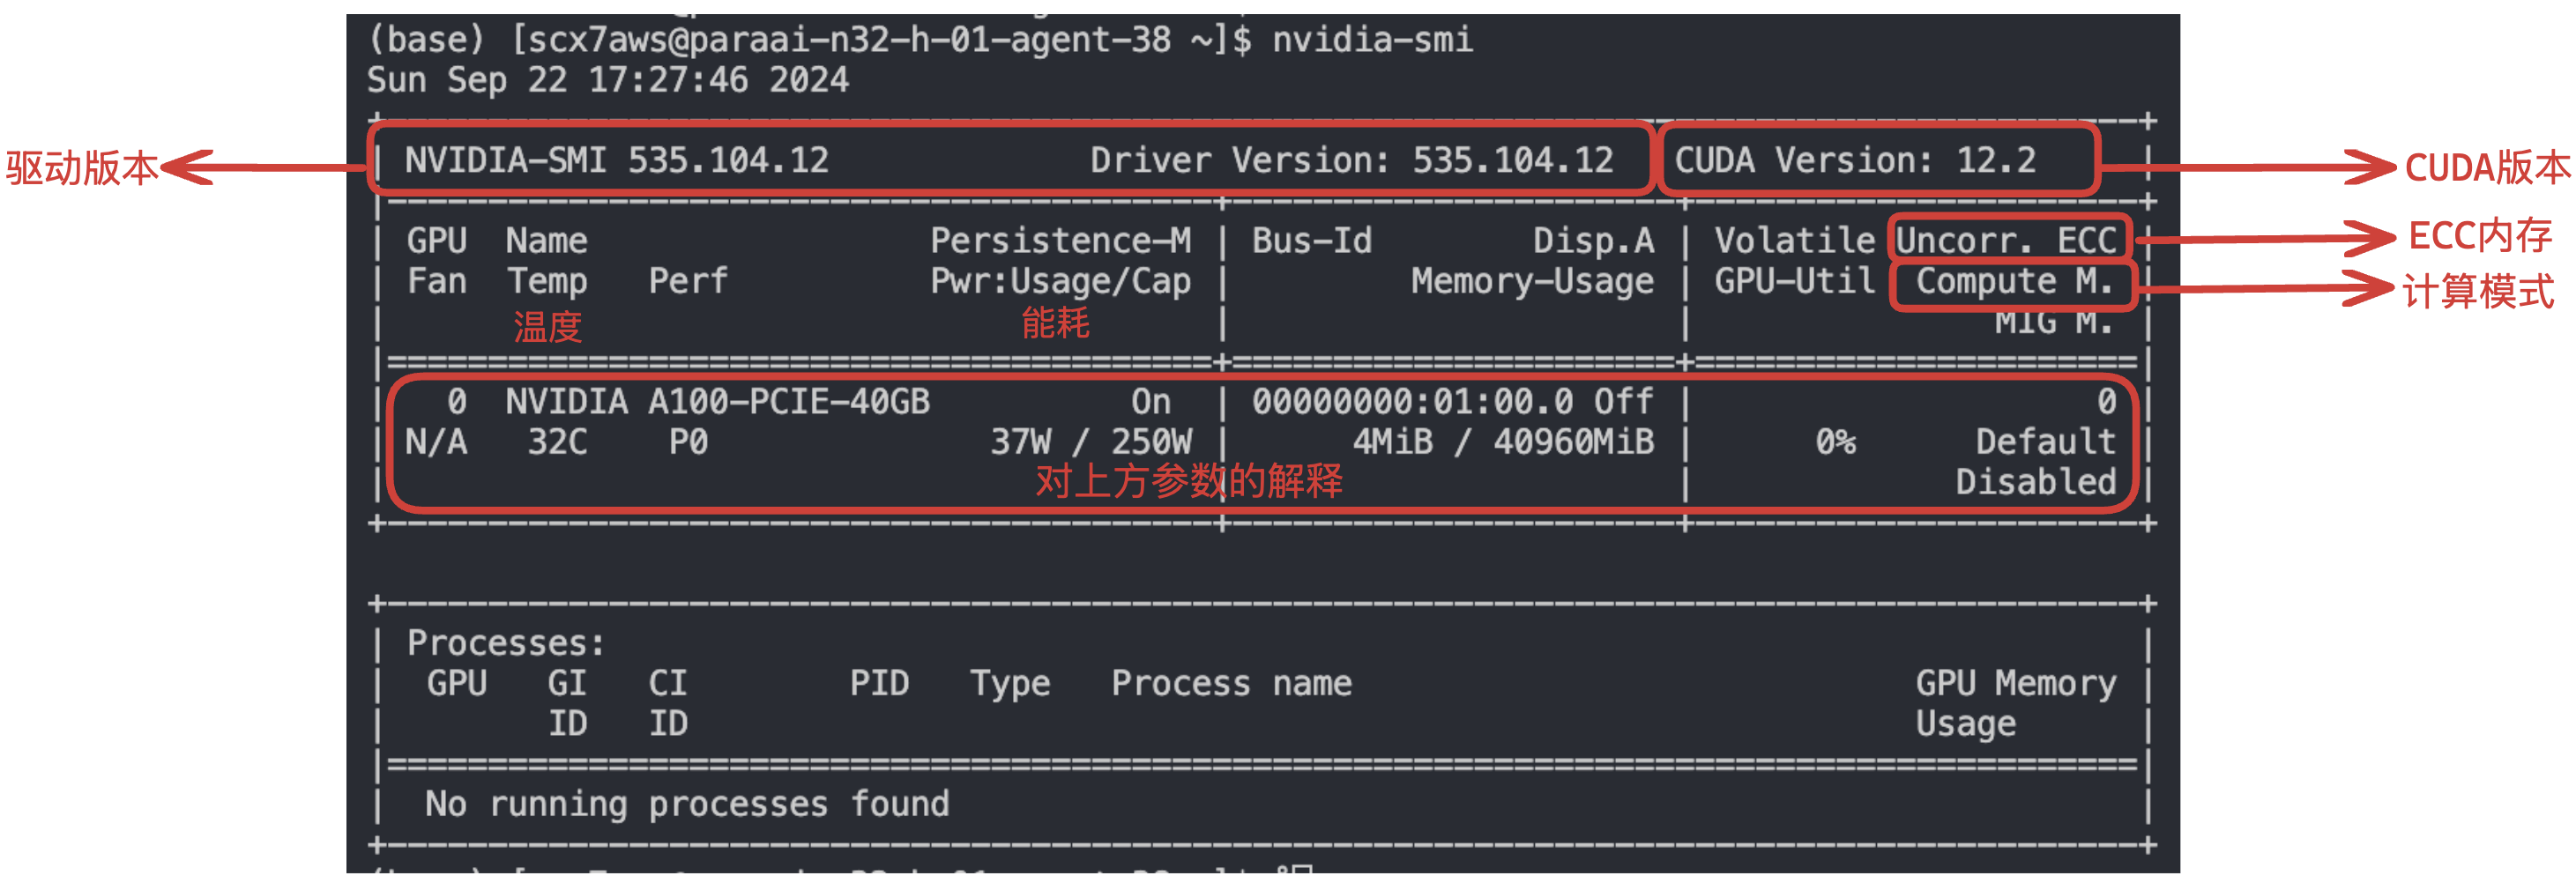 (base) [scx7aws@paraai-n32-h-01-agent-38 ~]$ nvidia-smi
Sun Sep 22 17:27:46 2024
驱动版本
NVIDIA-SMI 535.104.12 Driver Version: 535.104.12 CUDA Version: 12.2
CUDA版本
GPU Name Persistence-M | Bus-Id Disp.A | Volatile Uncorr. ECC
ECC内存
Fan Temp Perf Pwr:Usage/Cap | Memory-Usage | GPU-Util Compute M.
计算模式
温度 能耗 | | MIG M.
0 NVIDIA A100-PCIE-40GB On | 00000000:01:00.0 Off | 0
N/A 32C P0 37W / 250W | 4MiB / 40960MiB | 0% Default
对上方参数的解释 | Disabled
Processes:
GPU GI CI PID Type Process name GPU Memory
ID ID Usage
No running processes found